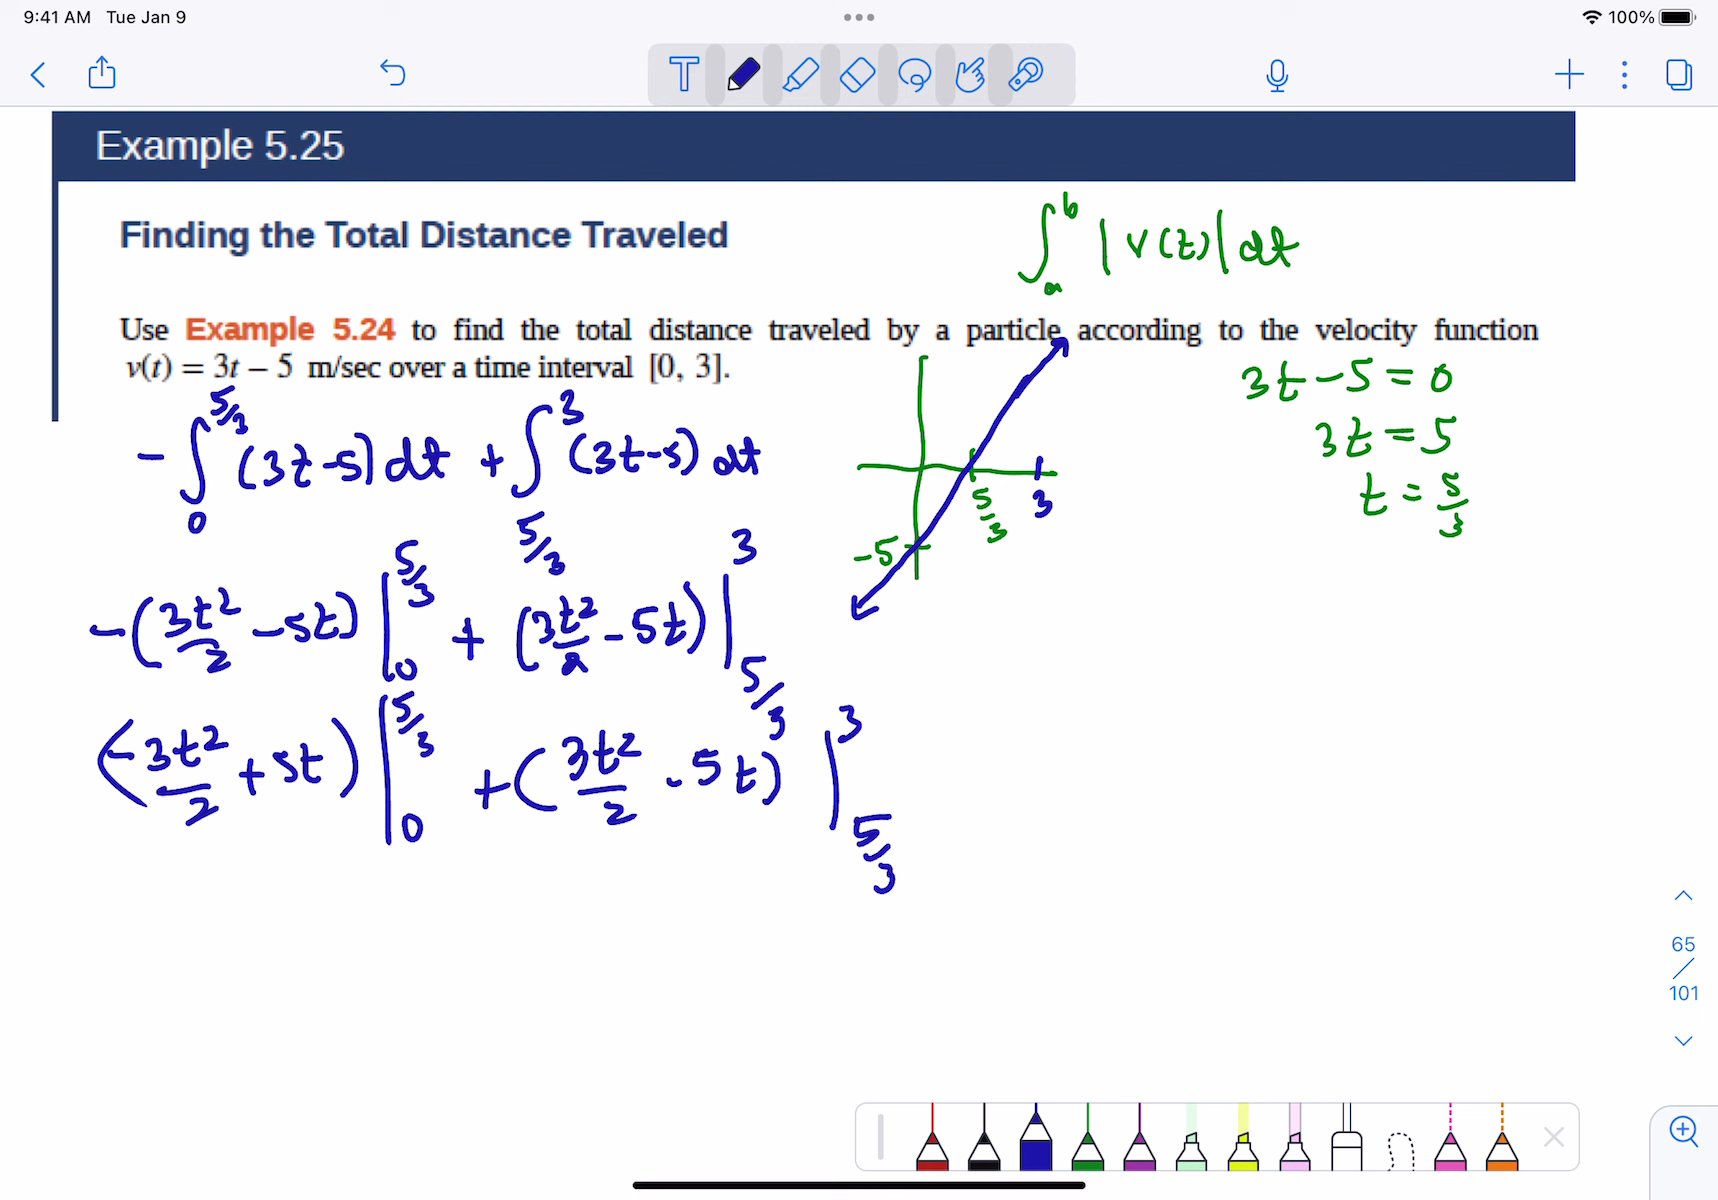 9:41 AM Tue Jan 9
100%
Example 5.25
Finding the Total Distance Traveled
∫_a^b |v(t)| dt
Use Example 5.24 to find the total distance traveled by a particle according to the velocity function
v(t) = 3t – 5 m/sec over a time interval [0, 3].
3t – 5 = 0
3t = 5
t = 5/3
5/3
3
-5
- ∫_0^{5/3} (3t-5) dt + ∫_{5/3}^3 (3t-5) dt
-(3t²/2 - 5t) |_0^{5/3} + (3t²/2 - 5t) |_{5/3}^3
(-3t²/2 + 5t) |_0^{5/3} + (3t²/2 - 5t) |_{5/3}^3
65
/
101